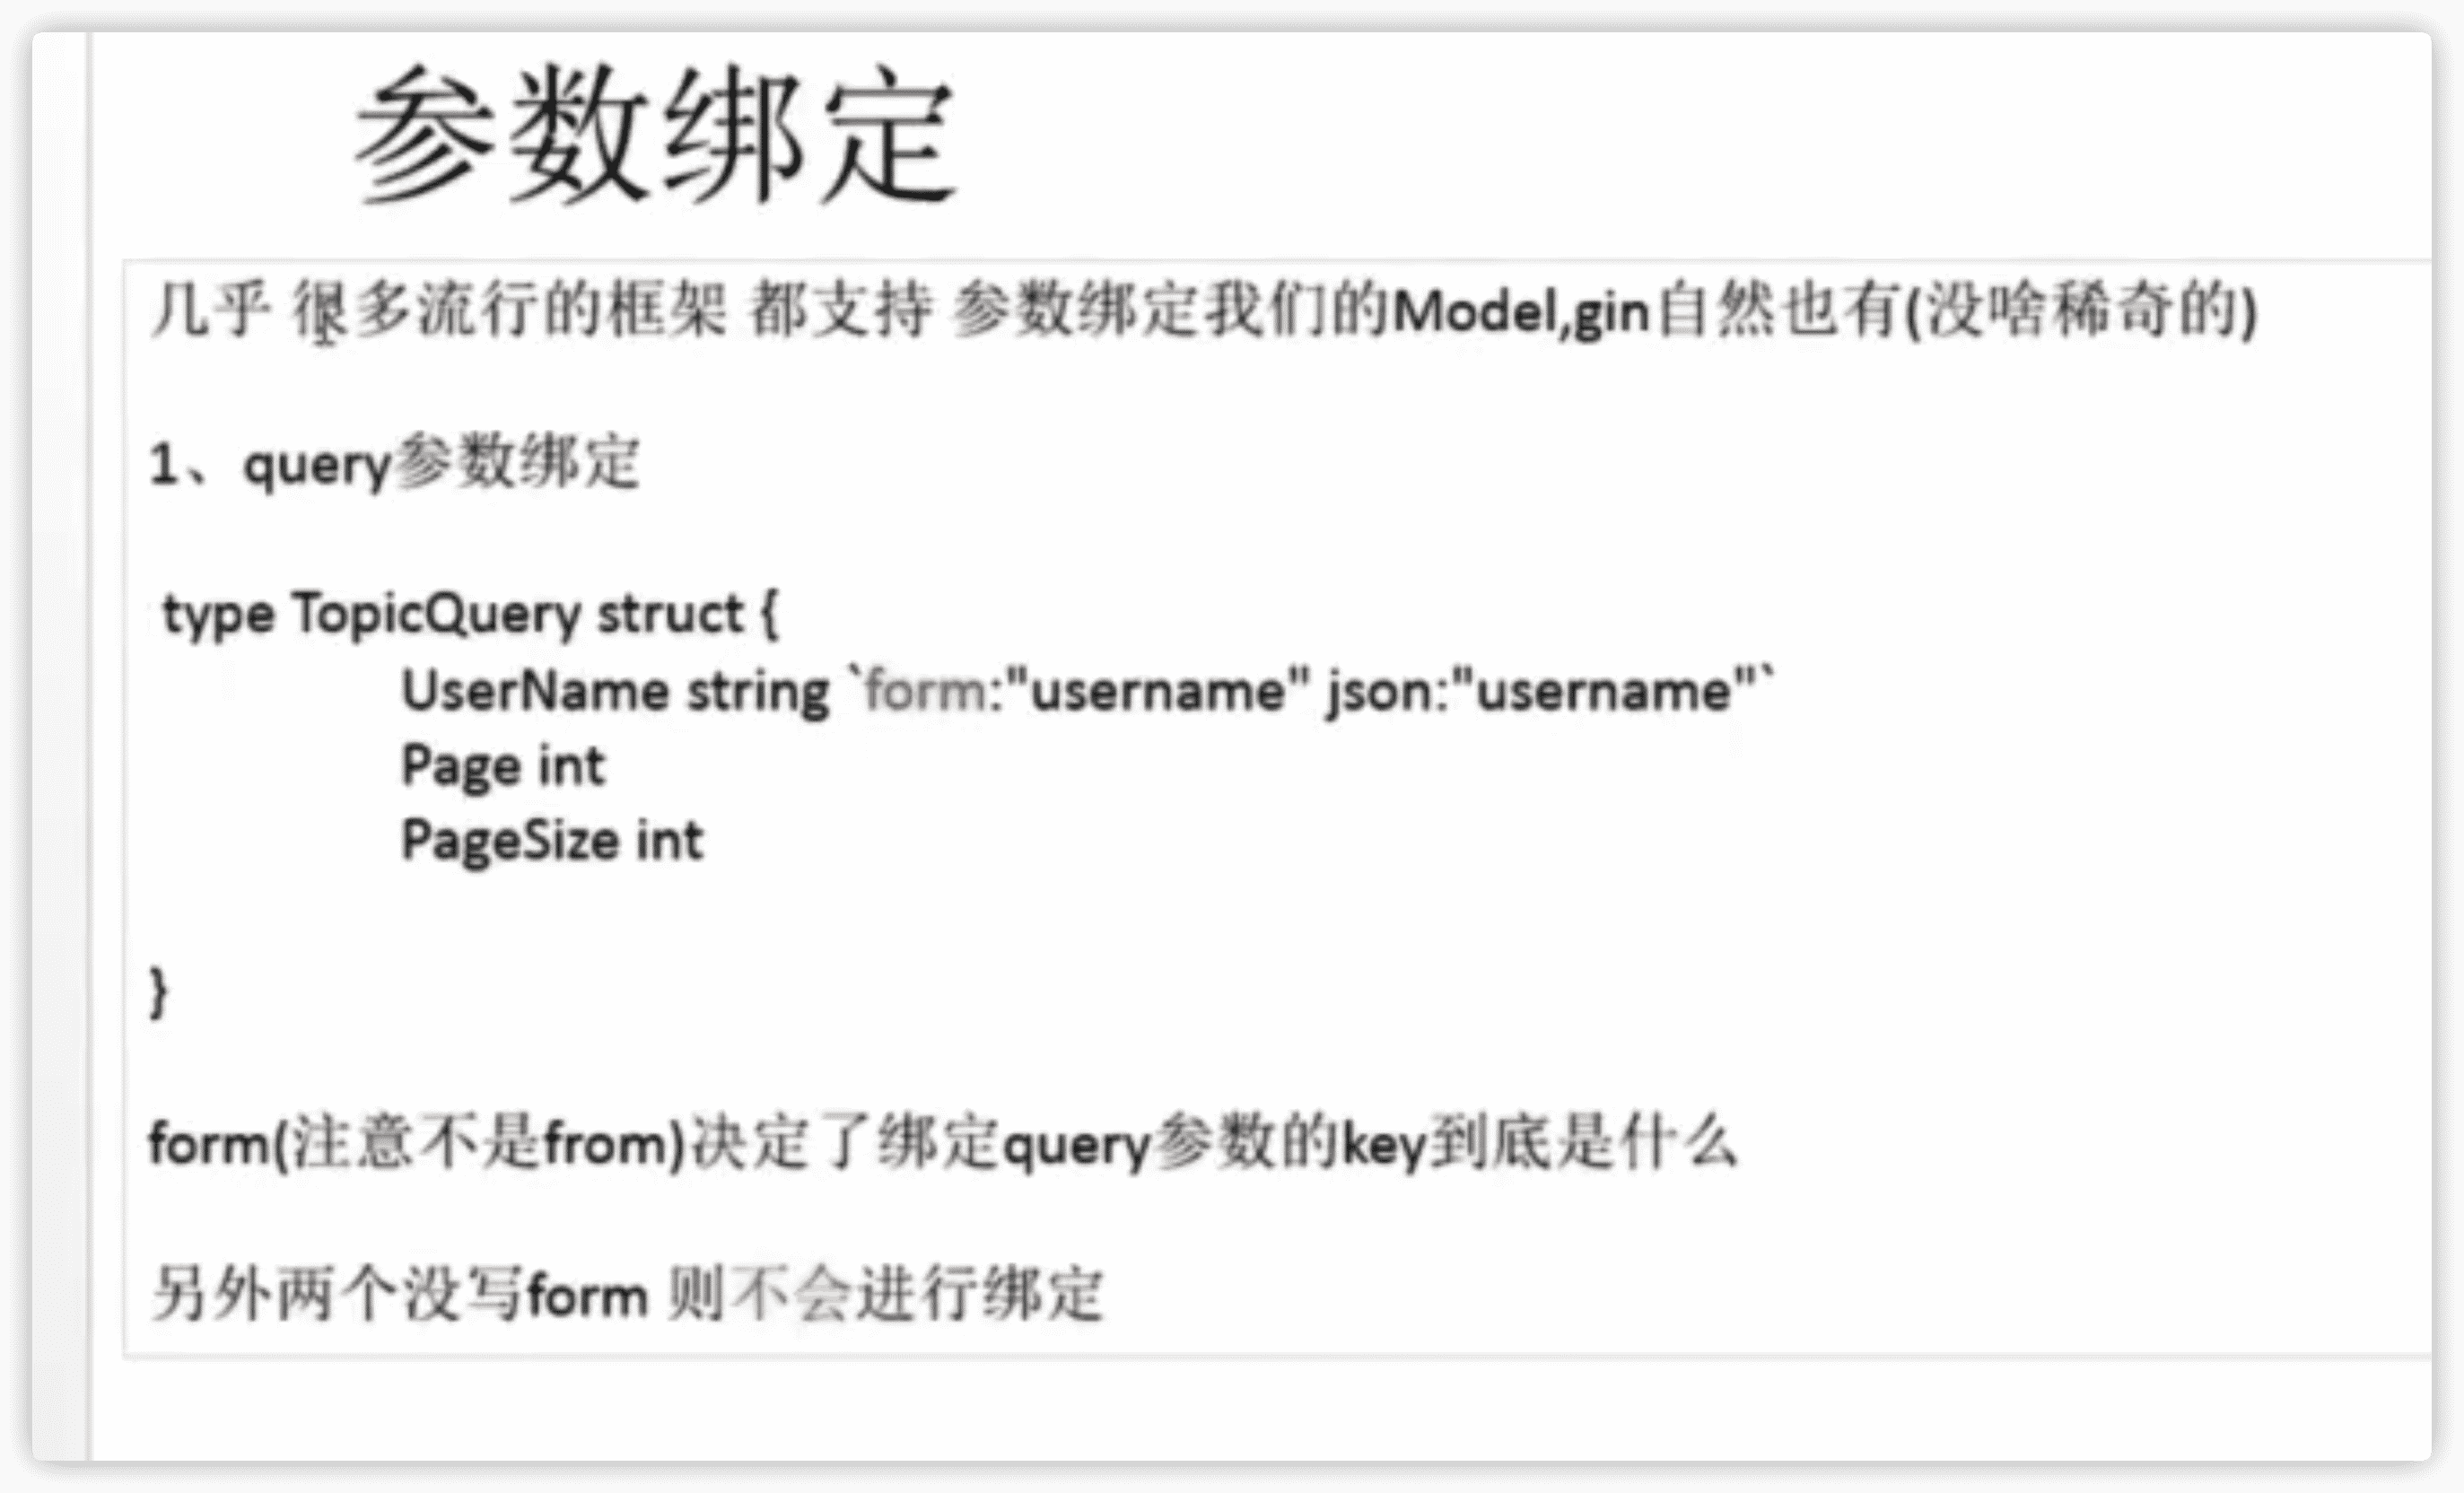 参数绑定
几乎 很多流行的框架 都支持 参数绑定我们的Model,gin自然也有(没啥稀奇的)
1、query参数绑定
type TopicQuery struct {
UserName string `form:"username" json:"username"`
Page int
PageSize int
}
form(注意不是from)决定了绑定query参数的key到底是什么
另外两个没写form 则不会进行绑定